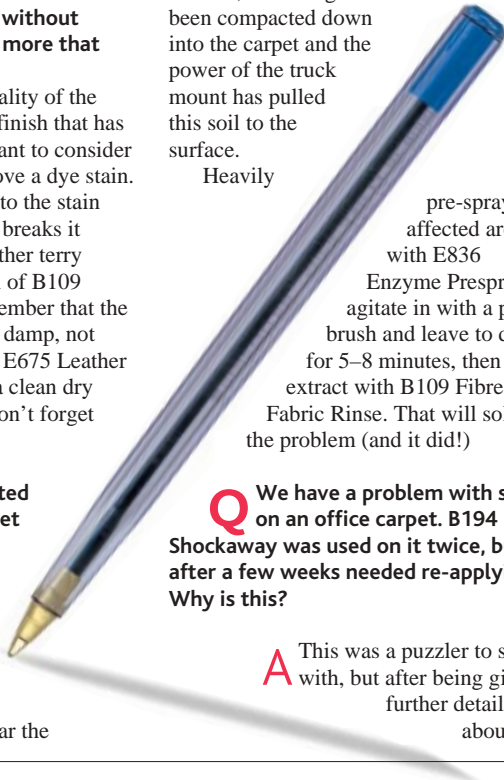 without
more that
ality of the
finish that has
ant to consider
ove a dye stain.
to the stain
breaks it
ther terry
of B109
ember that the
damp, not
E675 Leather
a clean dry
on't forget
ted
et
ar the
been compacted down
into the carpet and the
power of the truck
mount has pulled
this soil to the
surface.
Heavily
pre-spray
affected ar
with E836
Enzyme Prespr
agitate in with a p
brush and leave to d
for 5–8 minutes, then
extract with B109 Fibre
Fabric Rinse. That will sol
the problem (and it did!)
Q We have a problem with s
on an office carpet. B194
Shockaway was used on it twice, b
after a few weeks needed re-apply
Why is this?
A This was a puzzler to s
with, but after being gi
further detail
abou